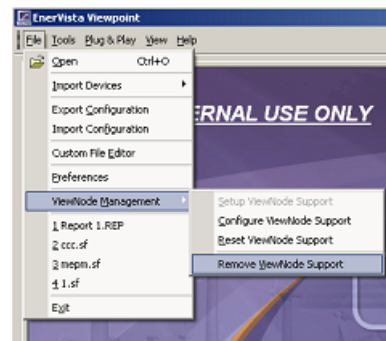 EnerVista Viewpoint
File Tools Plug & Play View Help
Open Ctrl+O
Import Devices
Export Configuration
Import Configuration
Custom File Editor
Preferences
ViewNode Management
1 Report 1.REP
2 ccc.sf
3 mepm.sf
4 1.sf
Exit
Setup ViewNode Support
Configure ViewNode Support
Reset ViewNode Support
Remove ViewNode Support
ERNAL USE ONLY